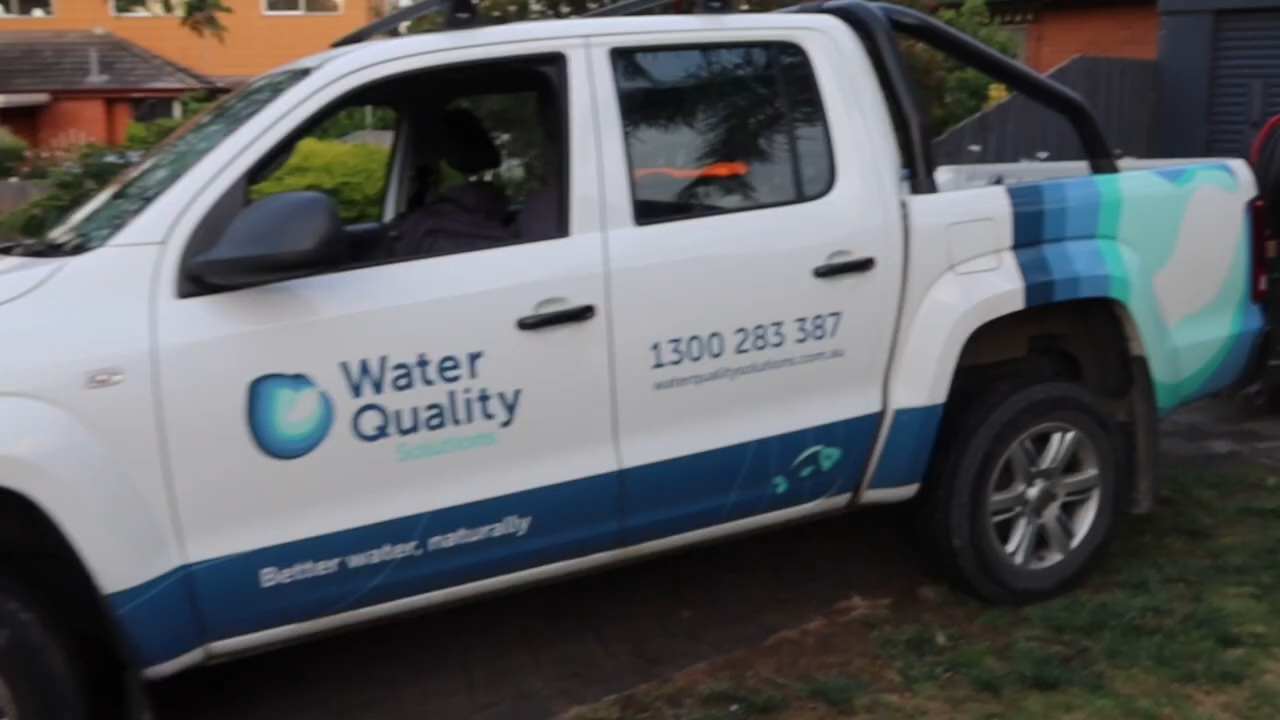 Water
Quality
Solutions
1300 283 387
waterqualitysolutions.com.au
Better water, naturally